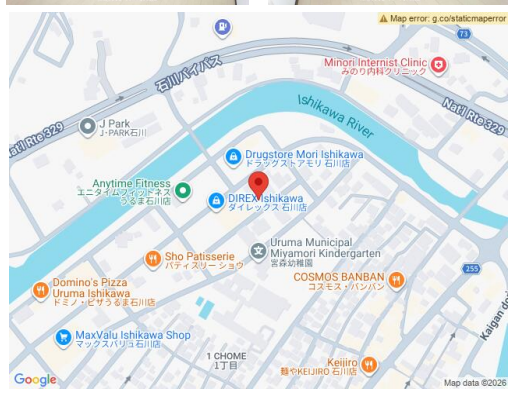 Map error: g.co/staticmaperror
73
Minori Internist Clinic
みのり内科クリニック
石川バイパス
Nat'l Rte 329
Ishikawa River
J Park
J-PARK石川
Nat'l Rte 329
Drugstore Mori Ishikawa
ドラッグストアモリ 石川店
Anytime Fitness
エニタイムフィットネス
うるま石川店
DIREX Ishikawa
ダイレックス 石川店
Uruma Municipal
Miyamori Kindergarten
宮森幼稚園
Sho Patisserie
パティスリー ショウ
255
COSMOS BANBAN
コスモス・バンバン
Domino's Pizza
Uruma Ishikawa
ドミノ・ピザうるま石川店
Kaigan do
MaxValu Ishikawa Shop
マックスバリュ石川店
1 CHOME
1丁目
Keijiro
麺やKEIJIRO 石川店
Google
Map data ©2026